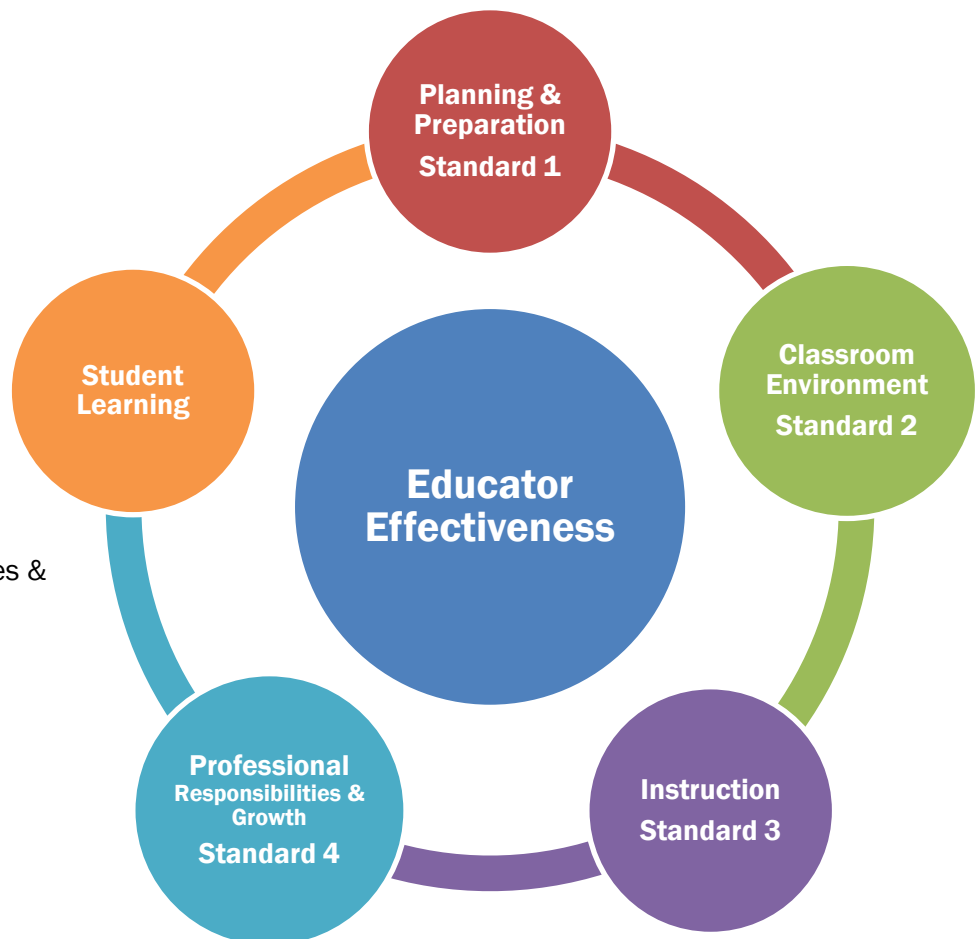 Planning &
Preparation
Standard 1
Classroom
Environment
Standard 2
Student
Learning
Educator
Effectiveness
es &
Professional
Responsibilities &
Growth
Standard 4
Instruction
Standard 3